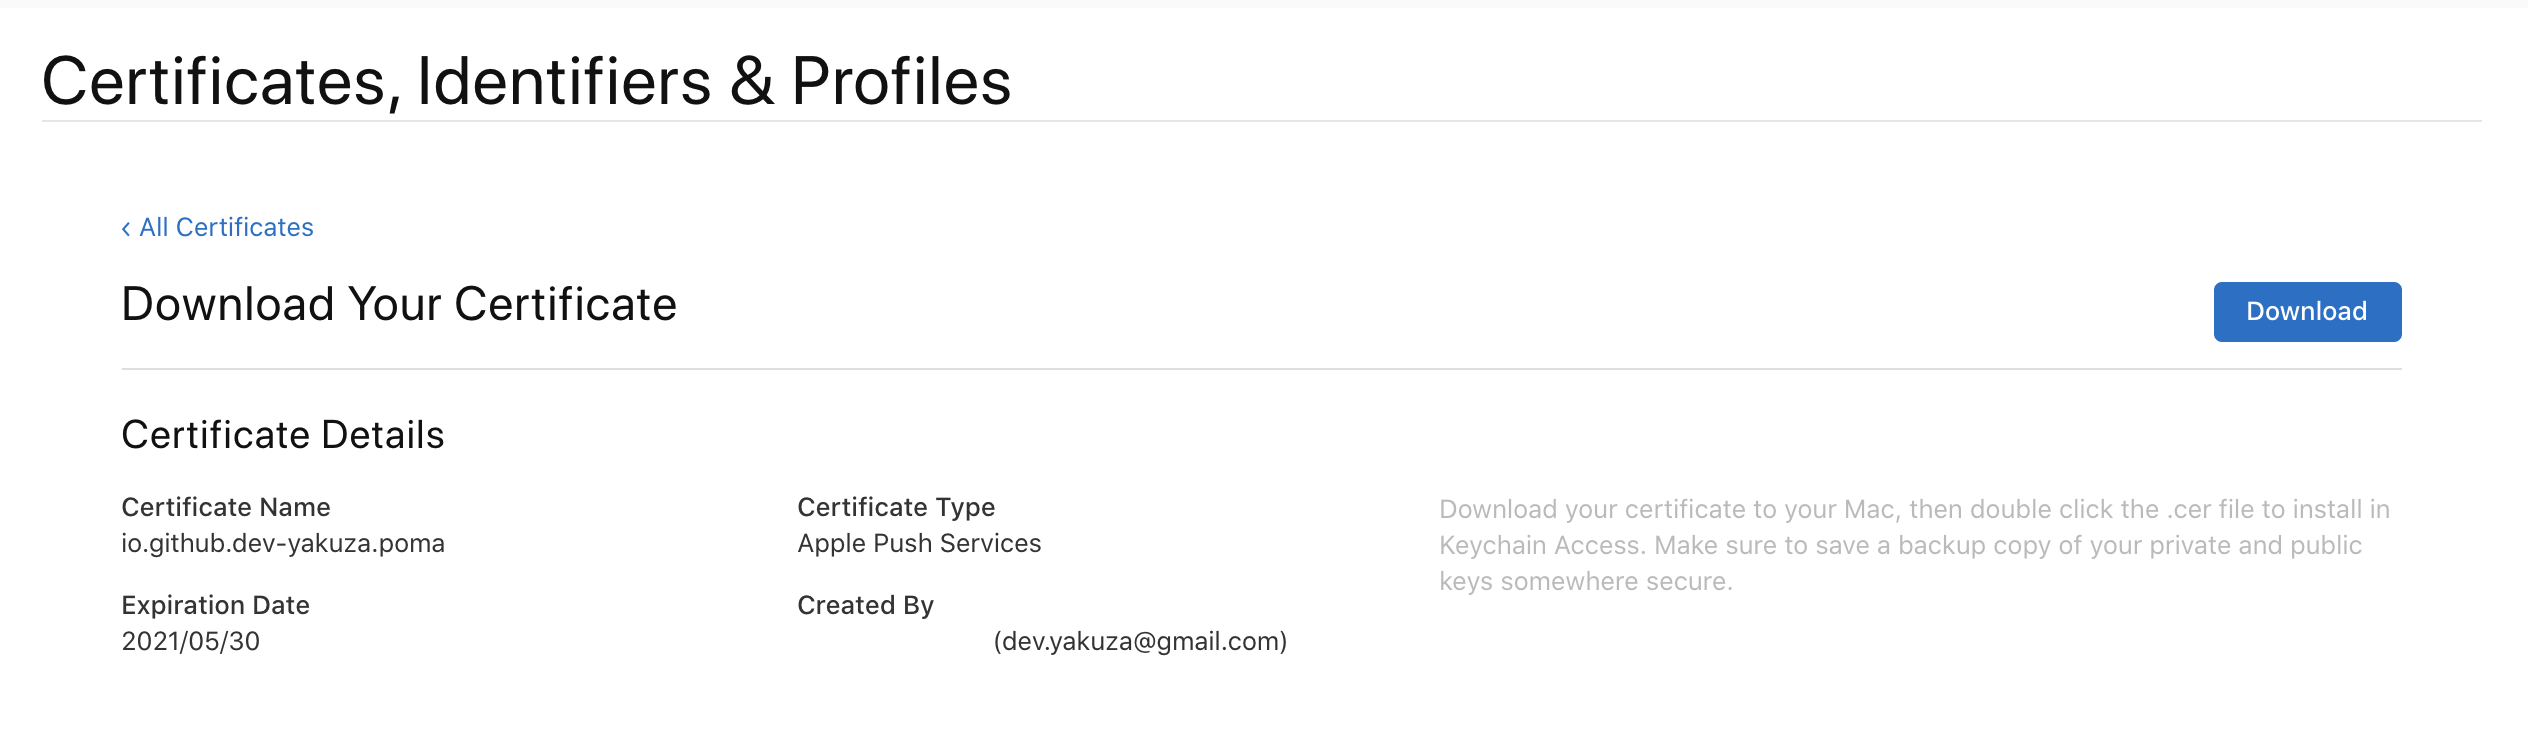 Certificates, Identifiers & Profiles
‹ All Certificates
Download Your Certificate
Download
Certificate Details
Certificate Name
io.github.dev-yakuza.poma
Certificate Type
Apple Push Services
Download your certificate to your Mac, then double click the .cer file to install in
Keychain Access. Make sure to save a backup copy of your private and public
keys somewhere secure.
Expiration Date
2021/05/30
Created By
(dev.yakuza@gmail.com)